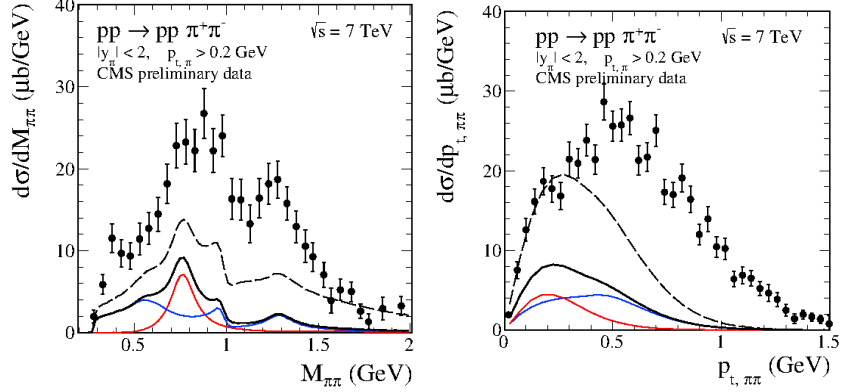 dσ/dM_ππ (μb/GeV)
40
30
20
10
0
pp → pp π⁺π⁻
√s = 7 TeV
|y_π| < 2, p_t,π > 0.2 GeV
CMS preliminary data
0.5
1
1.5
2
M_ππ (GeV)
dσ/dp_t,ππ (μb/GeV)
40
30
20
10
0
pp → pp π⁺π⁻
√s = 7 TeV
|y_π| < 2, p_t,π > 0.2 GeV
CMS preliminary data
0
0.5
1
1.5
p_t,ππ (GeV)